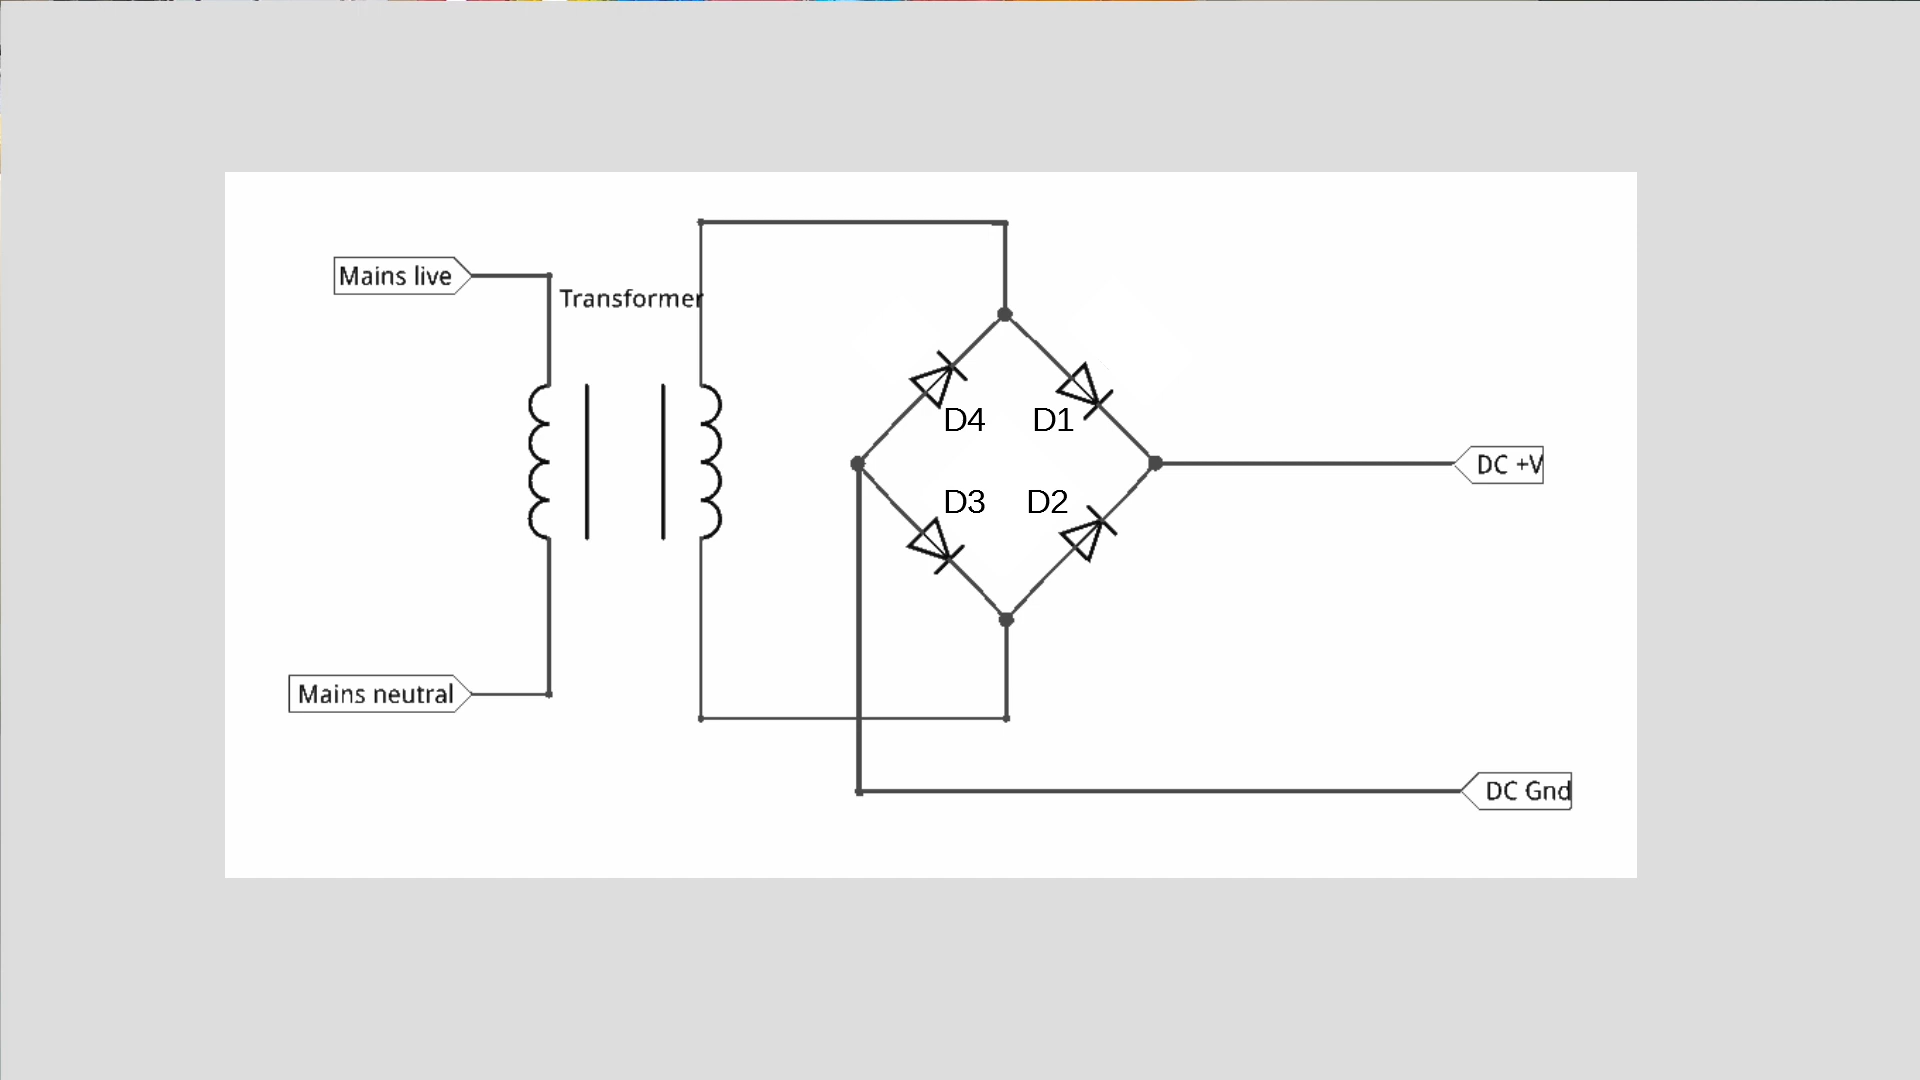 Mains live
Transformer
D4
D1
DC +V
D3
D2
Mains neutral
DC Gnd